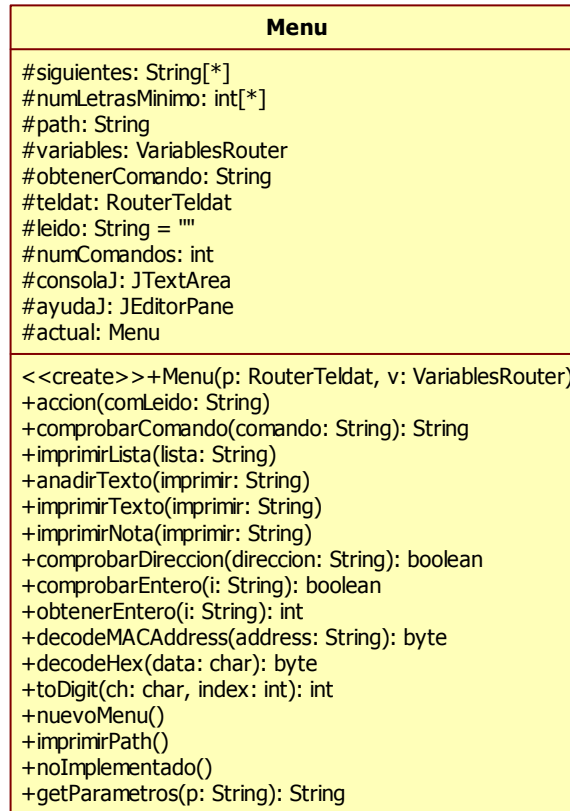 Menu
#siguientes: String[*]
#numLetrasMinimo: int[*]
#path: String
#variables: VariablesRouter
#obtenerComando: String
#teldat: RouterTeldat
#leido: String = ""
#numComandos: int
#consolaJ: JTextArea
#ayudaJ: JEditorPane
#actual: Menu
<<create>>+Menu(p: RouterTeldat, v: VariablesRouter)
+accion(comLeido: String)
+comprobarComando(comando: String): String
+imprimirLista(lista: String)
+anadirTexto(imprimir: String)
+imprimirTexto(imprimir: String)
+imprimirNota(imprimir: String)
+comprobarDireccion(direccion: String): boolean
+comprobarEntero(i: String): boolean
+obtenerEntero(i: String): int
+decodeMACAddress(address: String): byte
+decodeHex(data: char): byte
+toDigit(ch: char, index: int): int
+nuevoMenu()
+imprimirPath()
+noImplementado()
+getParametros(p: String): String